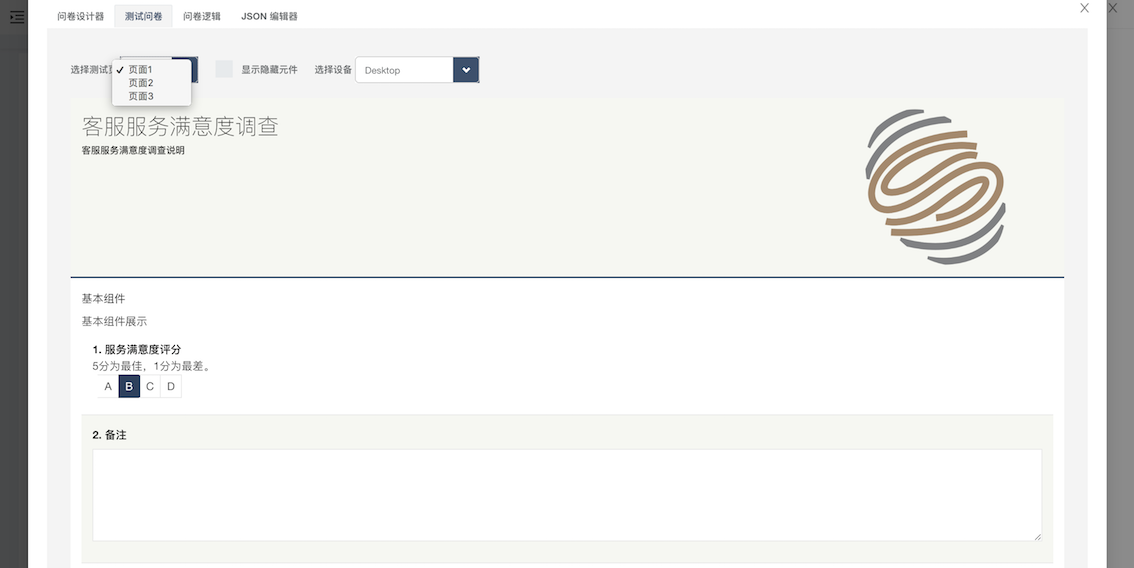 问卷设计器 测试问卷 问卷逻辑 JSON 编辑器
选择测试页 显示隐藏元件 选择设备 Desktop
页面1
页面2
页面3
客服服务满意度调查
客服服务满意度调查说明
基本组件
基本组件展示
1. 服务满意度评分
5分为最佳，1分为最差。
A B C D
2. 备注